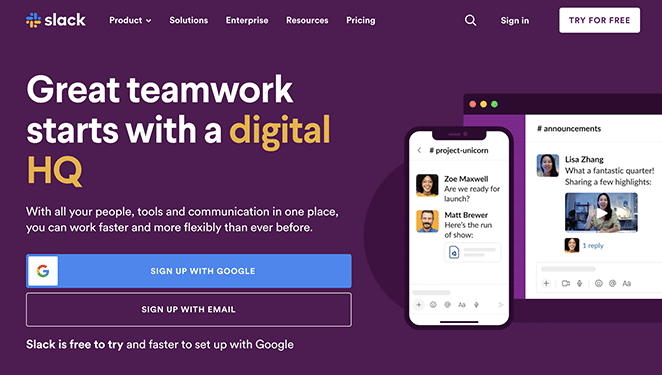 slack
Product
Solutions
Enterprise
Resources
Pricing
Sign in
TRY FOR FREE
Great teamwork
starts with a digital
HQ
With all your people, tools and communication in one place,
you can work faster and more flexibly than ever before.
SIGN UP WITH GOOGLE
SIGN UP WITH EMAIL
Slack is free to try and faster to set up with Google
# project-unicorn
Zoe Maxwell
Are we ready for
launch?
Matt Brewer
Here's the run
of show:
Aa
# announcements
Lisa Zhang
What a fantastic quarter!
Sharing a few highlights:
1 reply
Aa